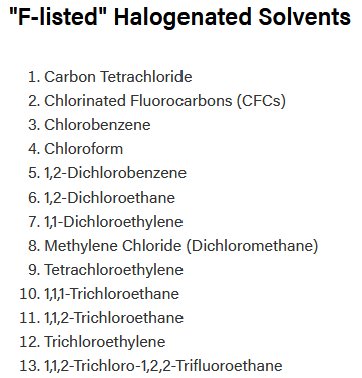 "F-listed" Halogenated Solvents
1. Carbon Tetrachloride
2. Chlorinated Fluorocarbons (CFCs)
3. Chlorobenzene
4. Chloroform
5. 1,2-Dichlorobenzene
6. 1,2-Dichloroethane
7. 1,1-Dichloroethylene
8. Methylene Chloride (Dichloromethane)
9. Tetrachloroethylene
10. 1,1,1-Trichloroethane
11. 1,1,2-Trichloroethane
12. Trichloroethylene
13. 1,1,2-Trichloro-1,2,2-Trifluoroethane